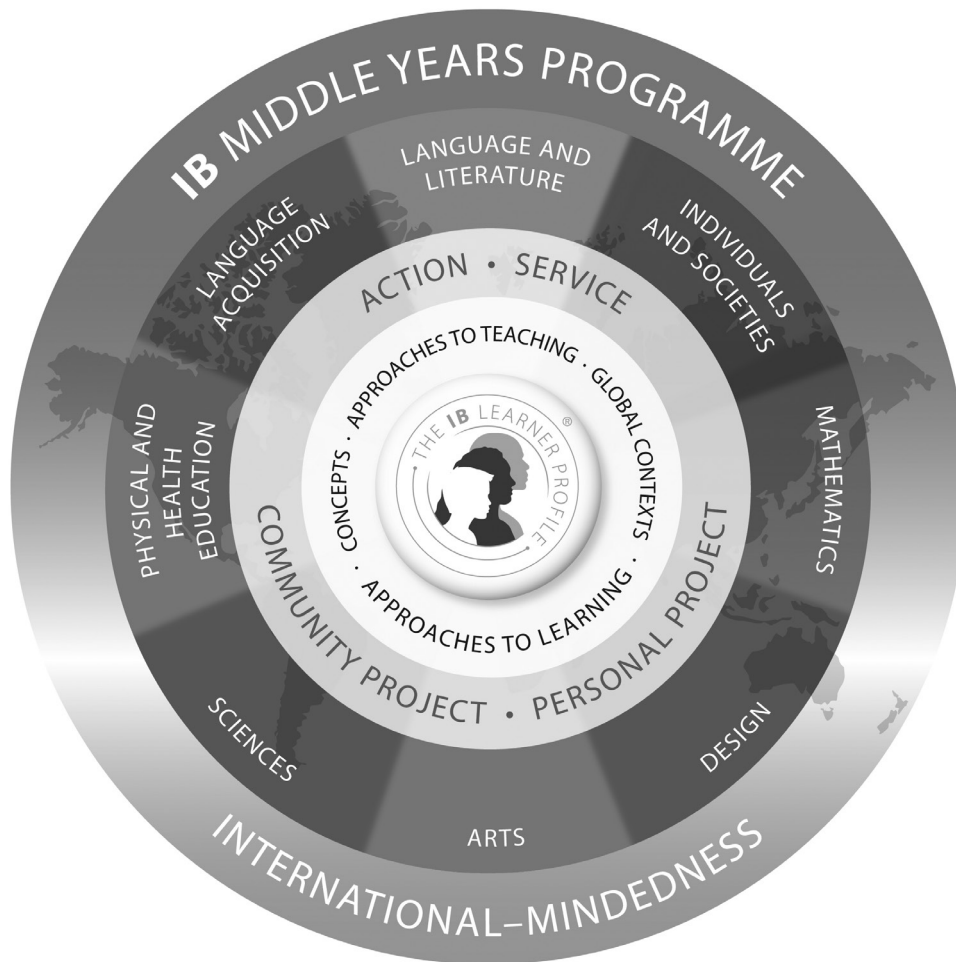 IB MIDDLE YEARS PROGRAMME
LANGUAGE AND
LITERATURE
INDIVIDUALS
AND SOCIETIES
MATHEMATICS
DESIGN
ARTS
SCIENCES
PHYSICAL AND
HEALTH
EDUCATION
LANGUAGE
ACQUISITION
ACTION · SERVICE
COMMUNITY PROJECT · PERSONAL PROJECT
CONCEPTS · APPROACHES TO TEACHING · GLOBAL CONTEXTS ·
APPROACHES TO LEARNING ·
THE IB LEARNER PROFILE ®
INTERNATIONAL–MINDEDNESS